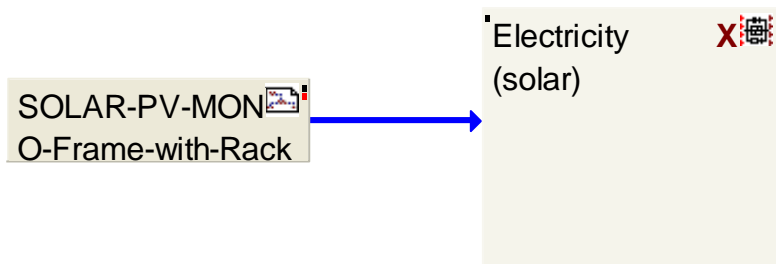 SOLAR-PV-MON
O-Frame-with-Rack
Electricity X
(solar)